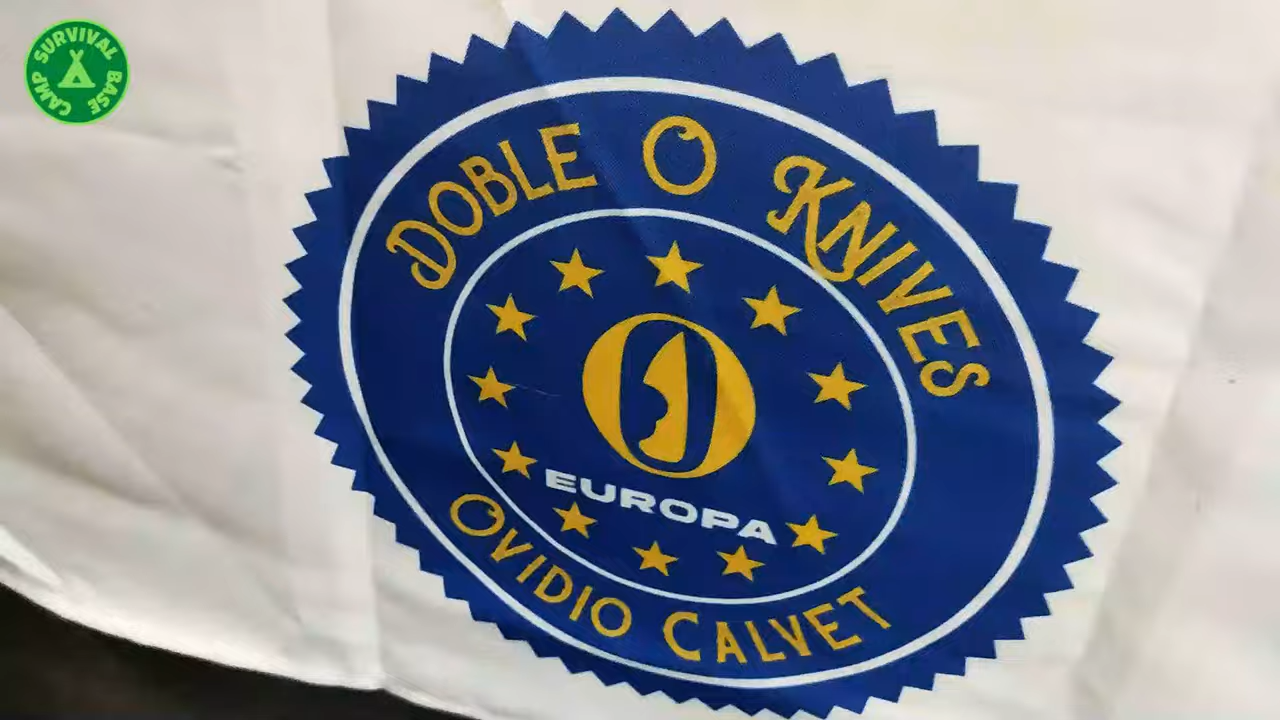 SURVIVAL BASE CAMP
DOBLE O KNIVES
O
EUROPA
OVIDIO CALVET